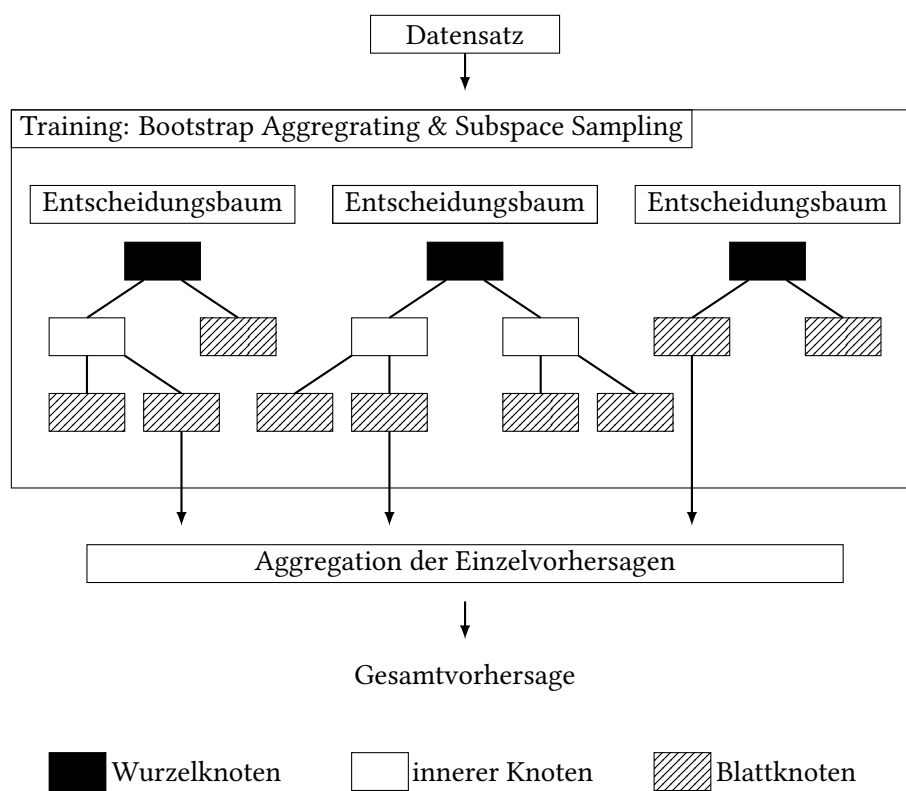 Datensatz
Training: Bootstrap Aggregrating & Subspace Sampling
Entscheidungsbaum
Entscheidungsbaum
Entscheidungsbaum
Aggregation der Einzelvorhersagen
Gesamtvorhersage
Wurzelknoten
innerer Knoten
Blattknoten